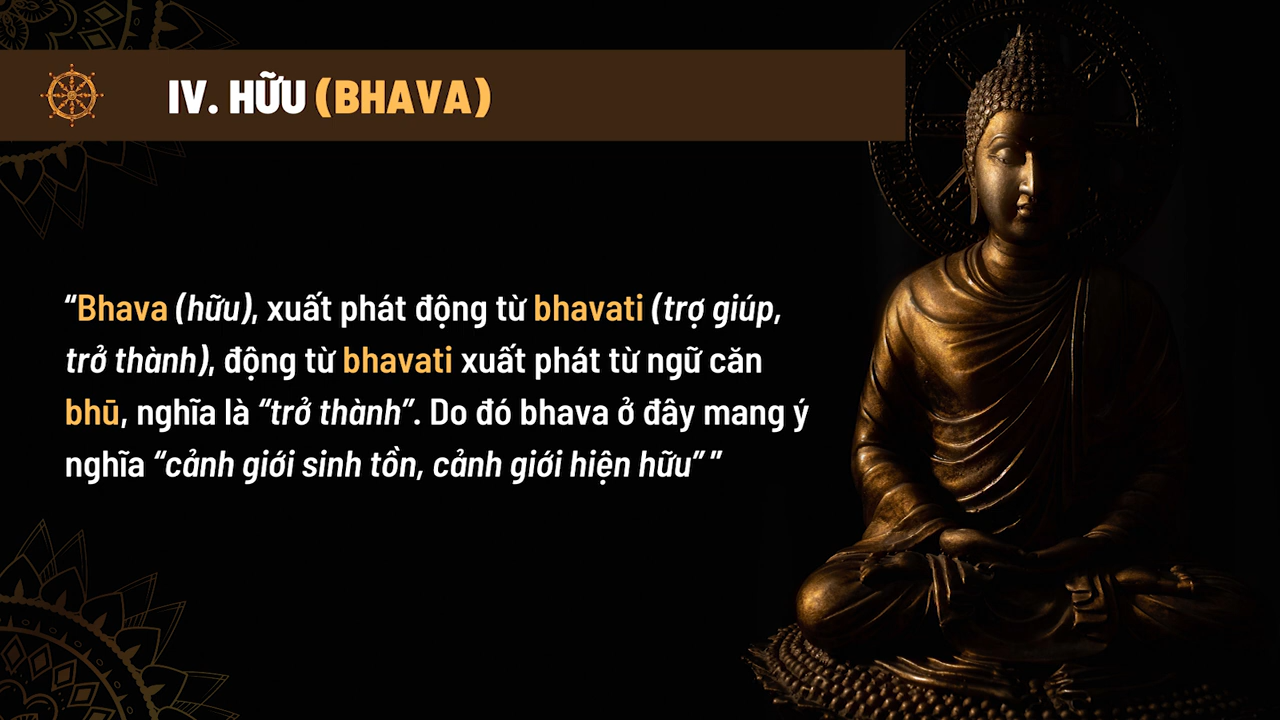 IV. HỮU (BHAVA)
“Bhava (hữu), xuất phát động từ bhavati (trợ giúp,
trở thành), động từ bhavati xuất phát từ ngữ căn
bhū, nghĩa là “trở thành”. Do đó bhava ở đây mang ý
nghĩa “cảnh giới sinh tồn, cảnh giới hiện hữu” ”